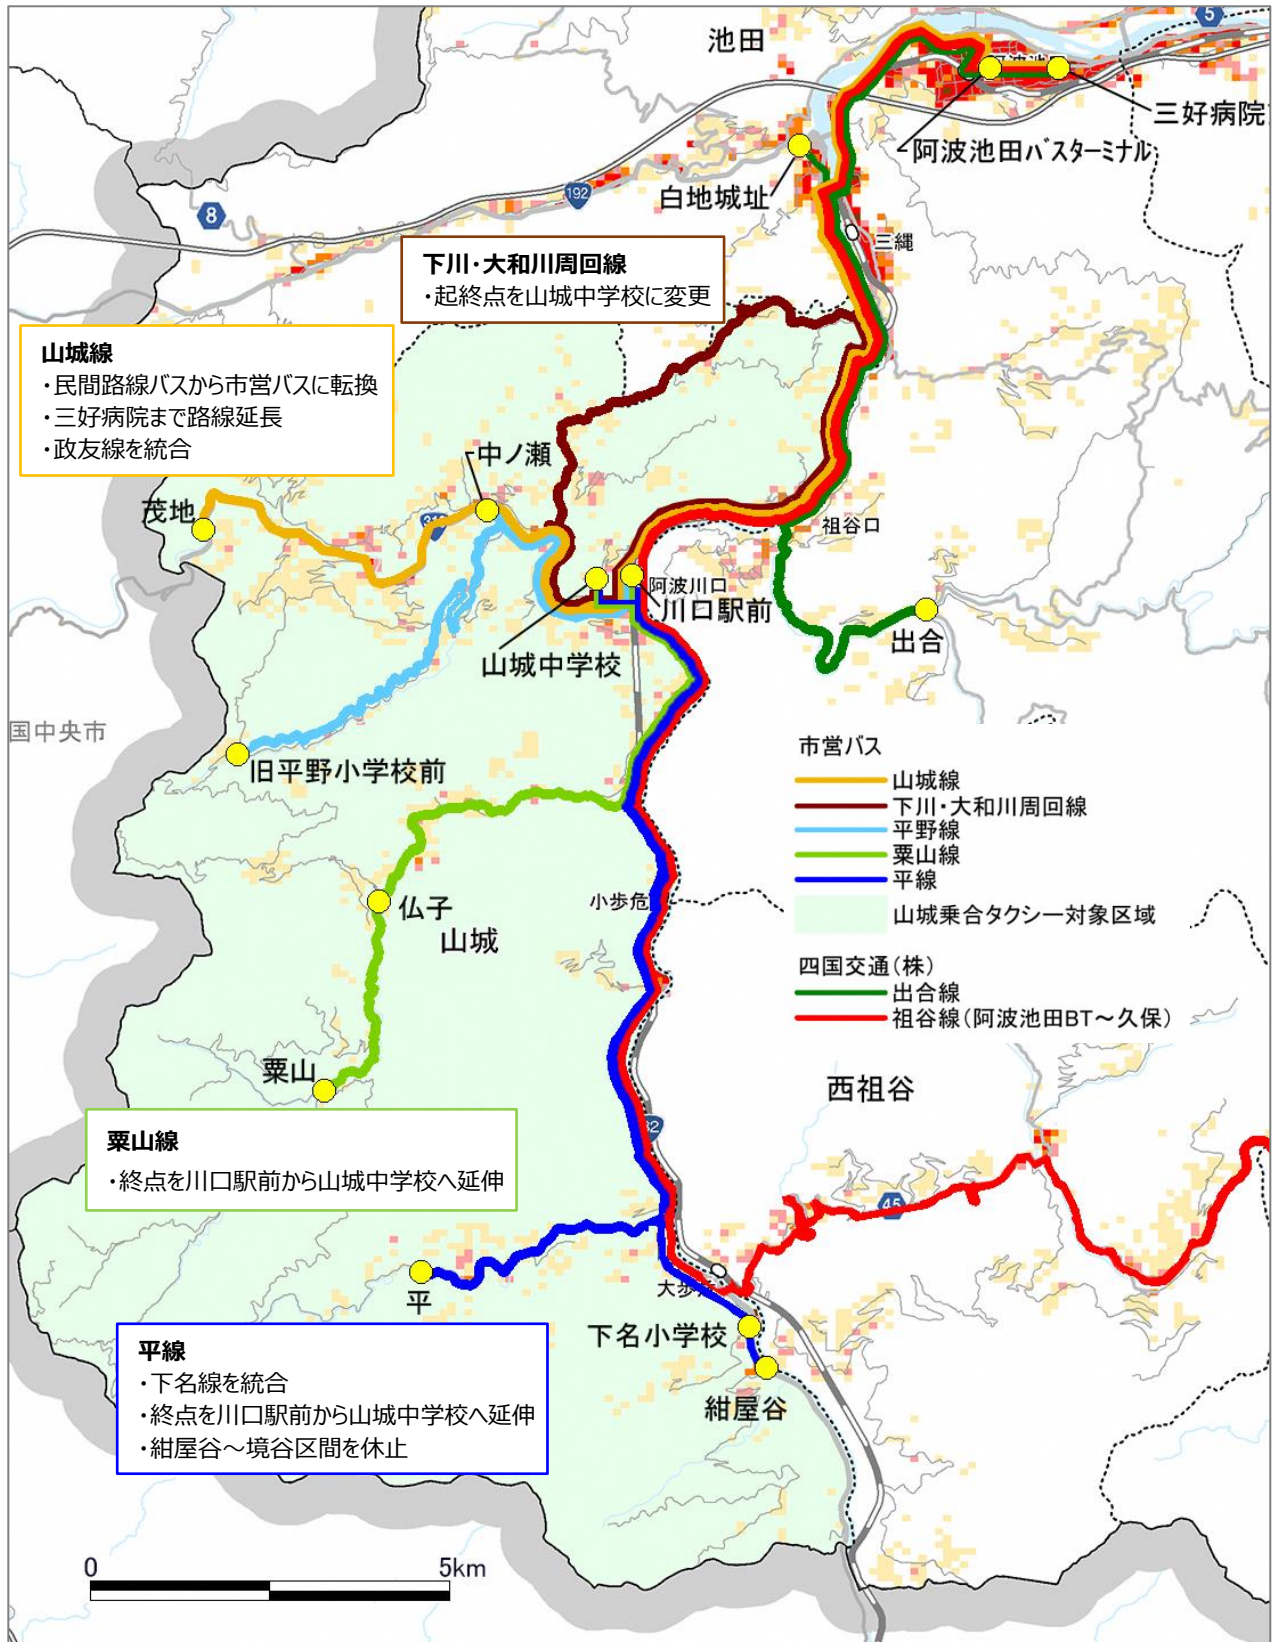 5
池田
三好病院
阿波池田バスターミナル
192
白地城址
8
三縄
下川・大和川周回線
・起終点を山城中学校に変更
山城線
・民間路線バスから市営バスに転換
・三好病院まで路線延長
・政友線を統合
中ノ瀬
茂地
祖谷口
阿波川口
川口駅前
出合
山城中学校
国中央市
旧平野小学校前
市営バス
山城線
下川・大和川周回線
平野線
粟山線
平線
山城乗合タクシー対象区域
四国交通(株)
出合線
祖谷線(阿波池田BT～久保)
小歩危
仏子
山城
粟山
西祖谷
粟山線
・終点を川口駅前から山城中学校へ延伸
45
平
大歩危
下名小学校
平線
・下名線を統合
・終点を川口駅前から山城中学校へ延伸
・紺屋谷～境谷区間を休止
紺屋谷
0
5km